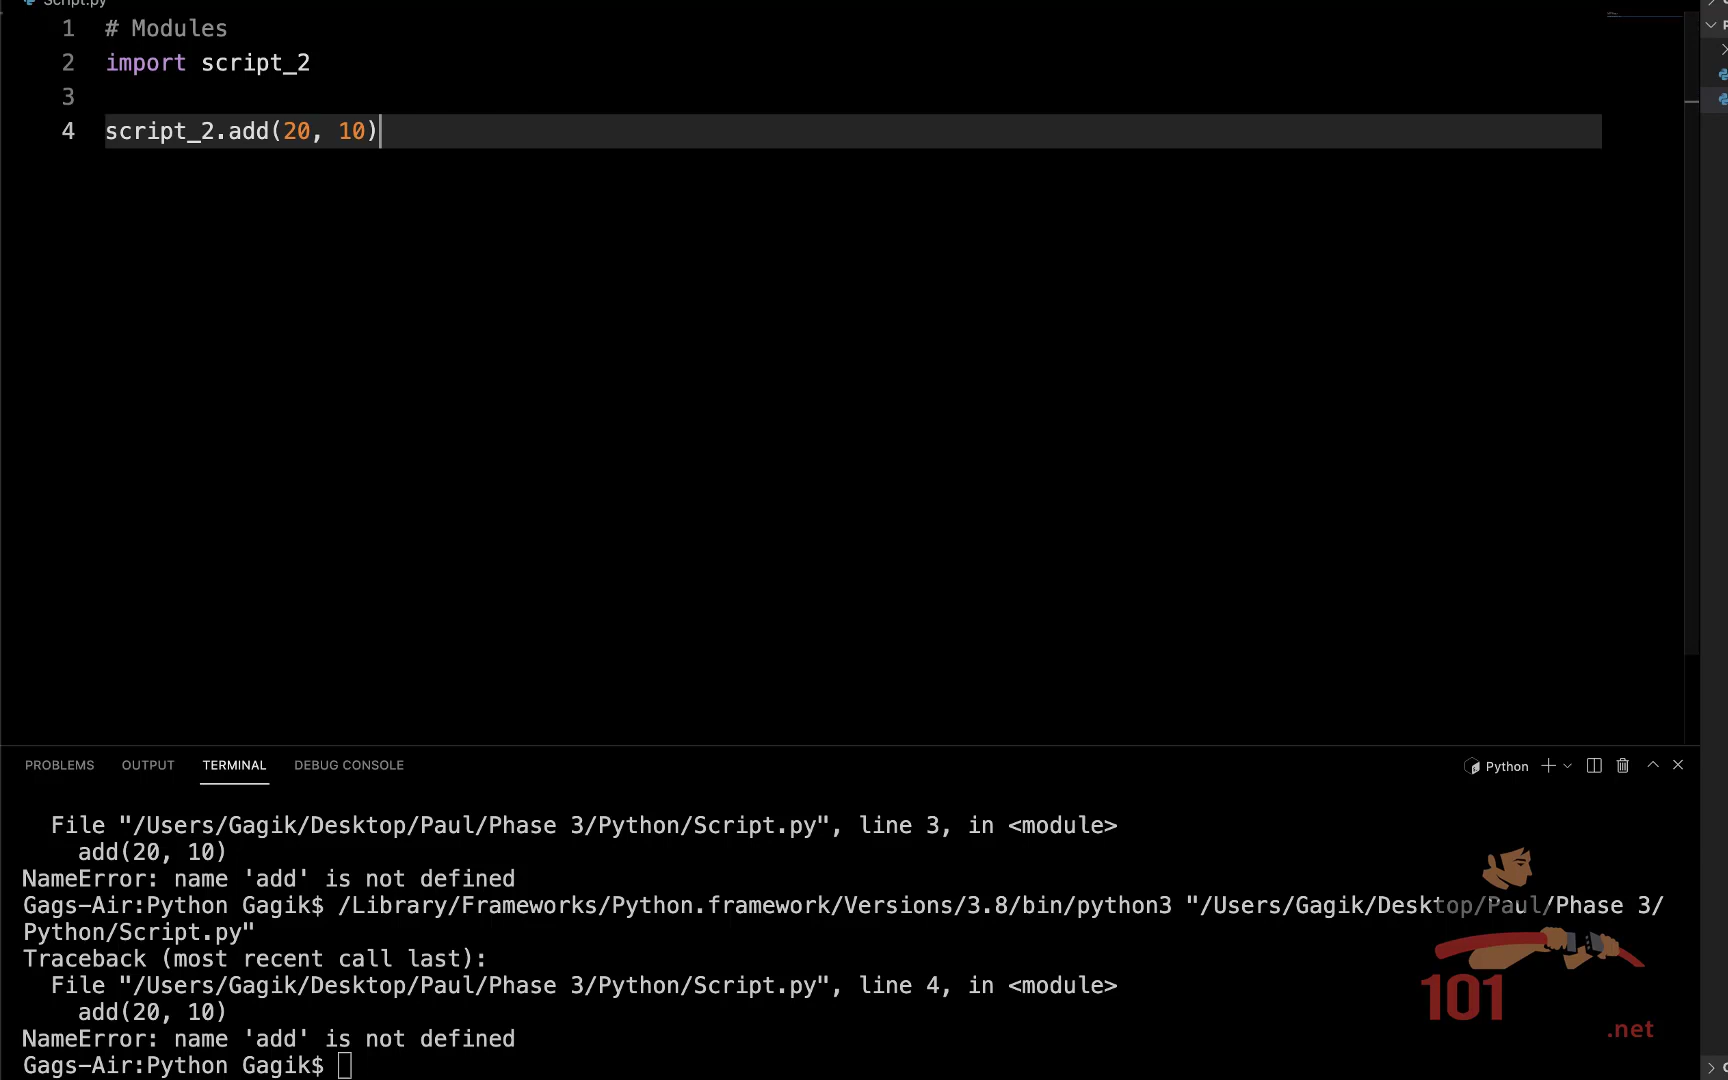 Script.py
1 # Modules
2 import script_2
3
4 script_2.add(20, 10)
PROBLEMS OUTPUT TERMINAL DEBUG CONSOLE
Python
File "/Users/Gagik/Desktop/Paul/Phase 3/Python/Script.py", line 3, in <module>
add(20, 10)
NameError: name 'add' is not defined
Gags-Air:Python Gagik$ /Library/Frameworks/Python.framework/Versions/3.8/bin/python3 "/Users/Gagik/Desktop/Paul/Phase 3/
Python/Script.py"
Traceback (most recent call last):
File "/Users/Gagik/Desktop/Paul/Phase 3/Python/Script.py", line 4, in <module>
add(20, 10)
NameError: name 'add' is not defined
Gags-Air:Python Gagik$
101
.net